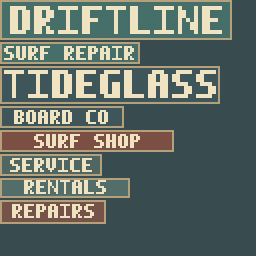 DRIFTLINE
SURF REPAIR
TIDEGLASS
BOARD CO
SURF SHOP
SERVICE
RENTALS
REPAIRS